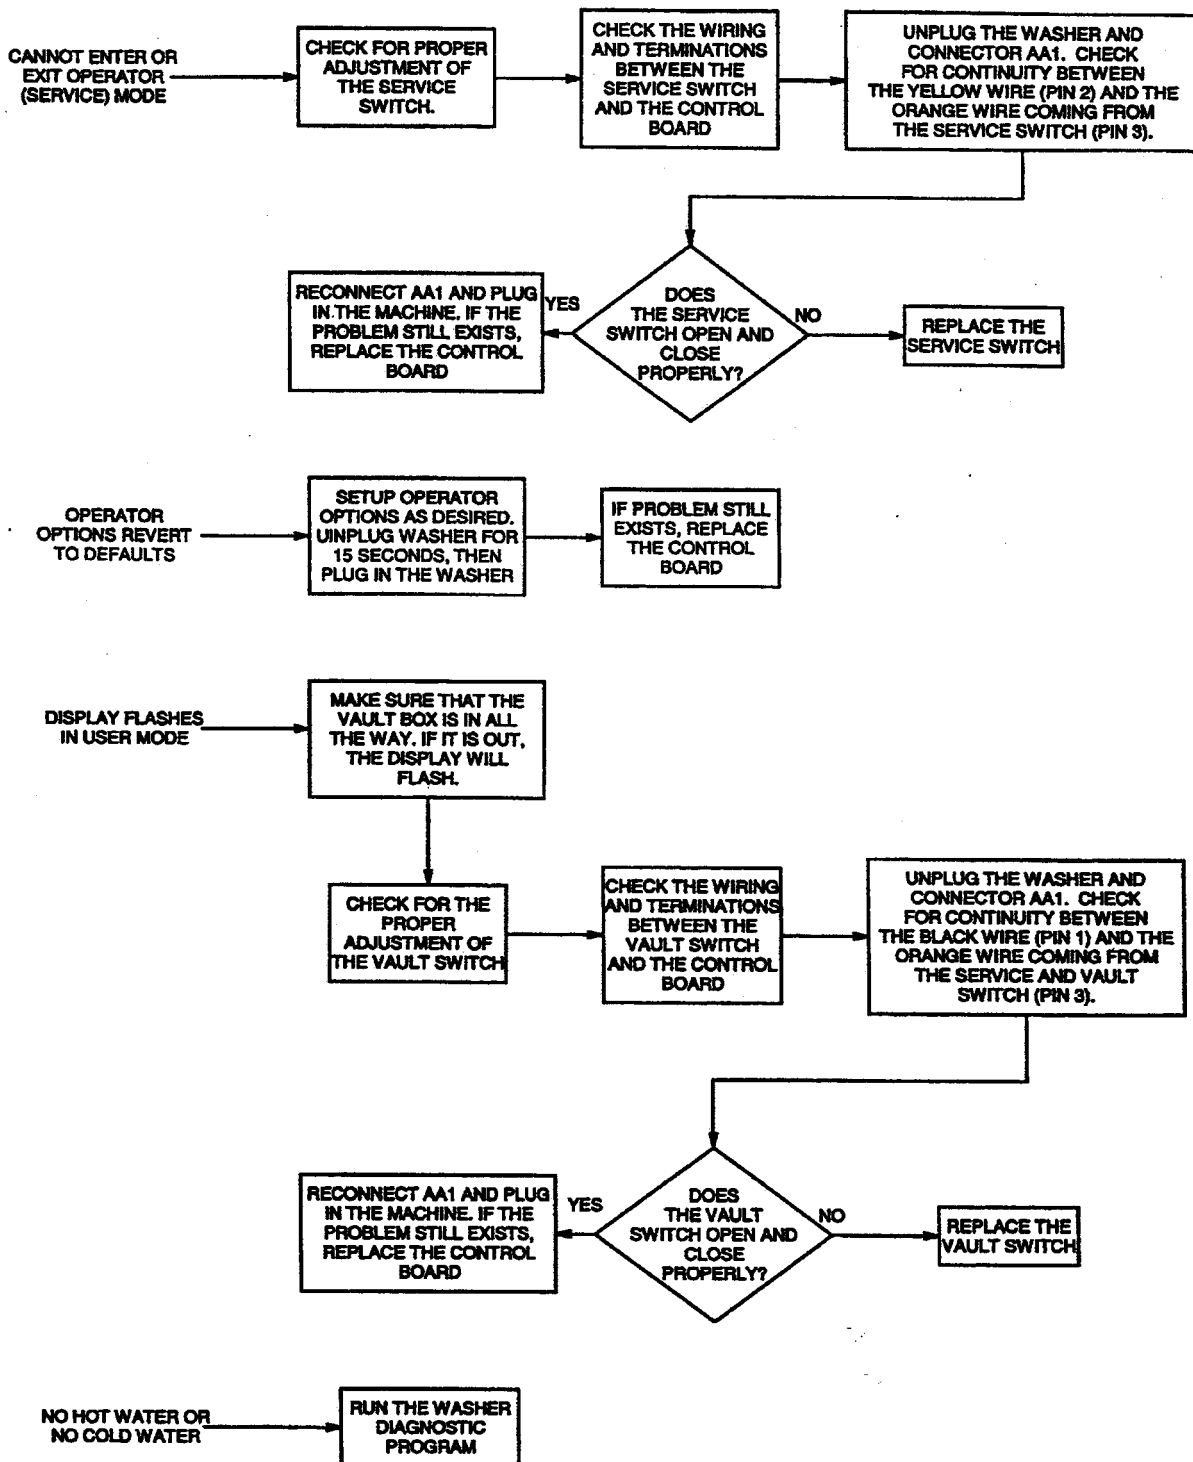 CANNOT ENTER OR
EXIT OPERATOR
(SERVICE) MODE
CHECK FOR PROPER
ADJUSTMENT OF
THE SERVICE
SWITCH.
CHECK THE WIRING
AND TERMINATIONS
BETWEEN THE
SERVICE SWITCH
AND THE CONTROL
BOARD
UNPLUG THE WASHER AND
CONNECTOR AA1. CHECK
FOR CONTINUITY BETWEEN
THE YELLOW WIRE (PIN 2) AND THE
ORANGE WIRE COMING FROM
THE SERVICE SWITCH (PIN 3).
DOES
THE SERVICE
SWITCH OPEN AND
CLOSE
PROPERLY?
YES
RECONNECT AA1 AND PLUG
IN THE MACHINE. IF THE
PROBLEM STILL EXISTS,
REPLACE THE CONTROL
BOARD
NO
REPLACE THE
SERVICE SWITCH
OPERATOR
OPTIONS REVERT
TO DEFAULTS
SETUP OPERATOR
OPTIONS AS DESIRED.
UINPLUG WASHER FOR
15 SECONDS, THEN
PLUG IN THE WASHER
IF PROBLEM STILL
EXISTS, REPLACE
THE CONTROL
BOARD
DISPLAY FLASHES
IN USER MODE
MAKE SURE THAT THE
VAULT BOX IS IN ALL
THE WAY. IF IT IS OUT,
THE DISPLAY WILL
FLASH.
CHECK FOR THE
PROPER
ADJUSTMENT OF
THE VAULT SWITCH
CHECK THE WIRING
AND TERMINATIONS
BETWEEN THE
VAULT SWITCH
AND THE CONTROL
BOARD
UNPLUG THE WASHER AND
CONNECTOR AA1. CHECK
FOR CONTINUITY BETWEEN
THE BLACK WIRE (PIN 1) AND THE
ORANGE WIRE COMING FROM
THE SERVICE AND VAULT
SWITCH (PIN 3).
DOES
THE VAULT
SWITCH OPEN AND
CLOSE
PROPERLY?
YES
RECONNECT AA1 AND PLUG
IN THE MACHINE. IF THE
PROBLEM STILL EXISTS,
REPLACE THE CONTROL
BOARD
NO
REPLACE THE
VAULT SWITCH
NO HOT WATER OR
NO COLD WATER
RUN THE WASHER
DIAGNOSTIC
PROGRAM